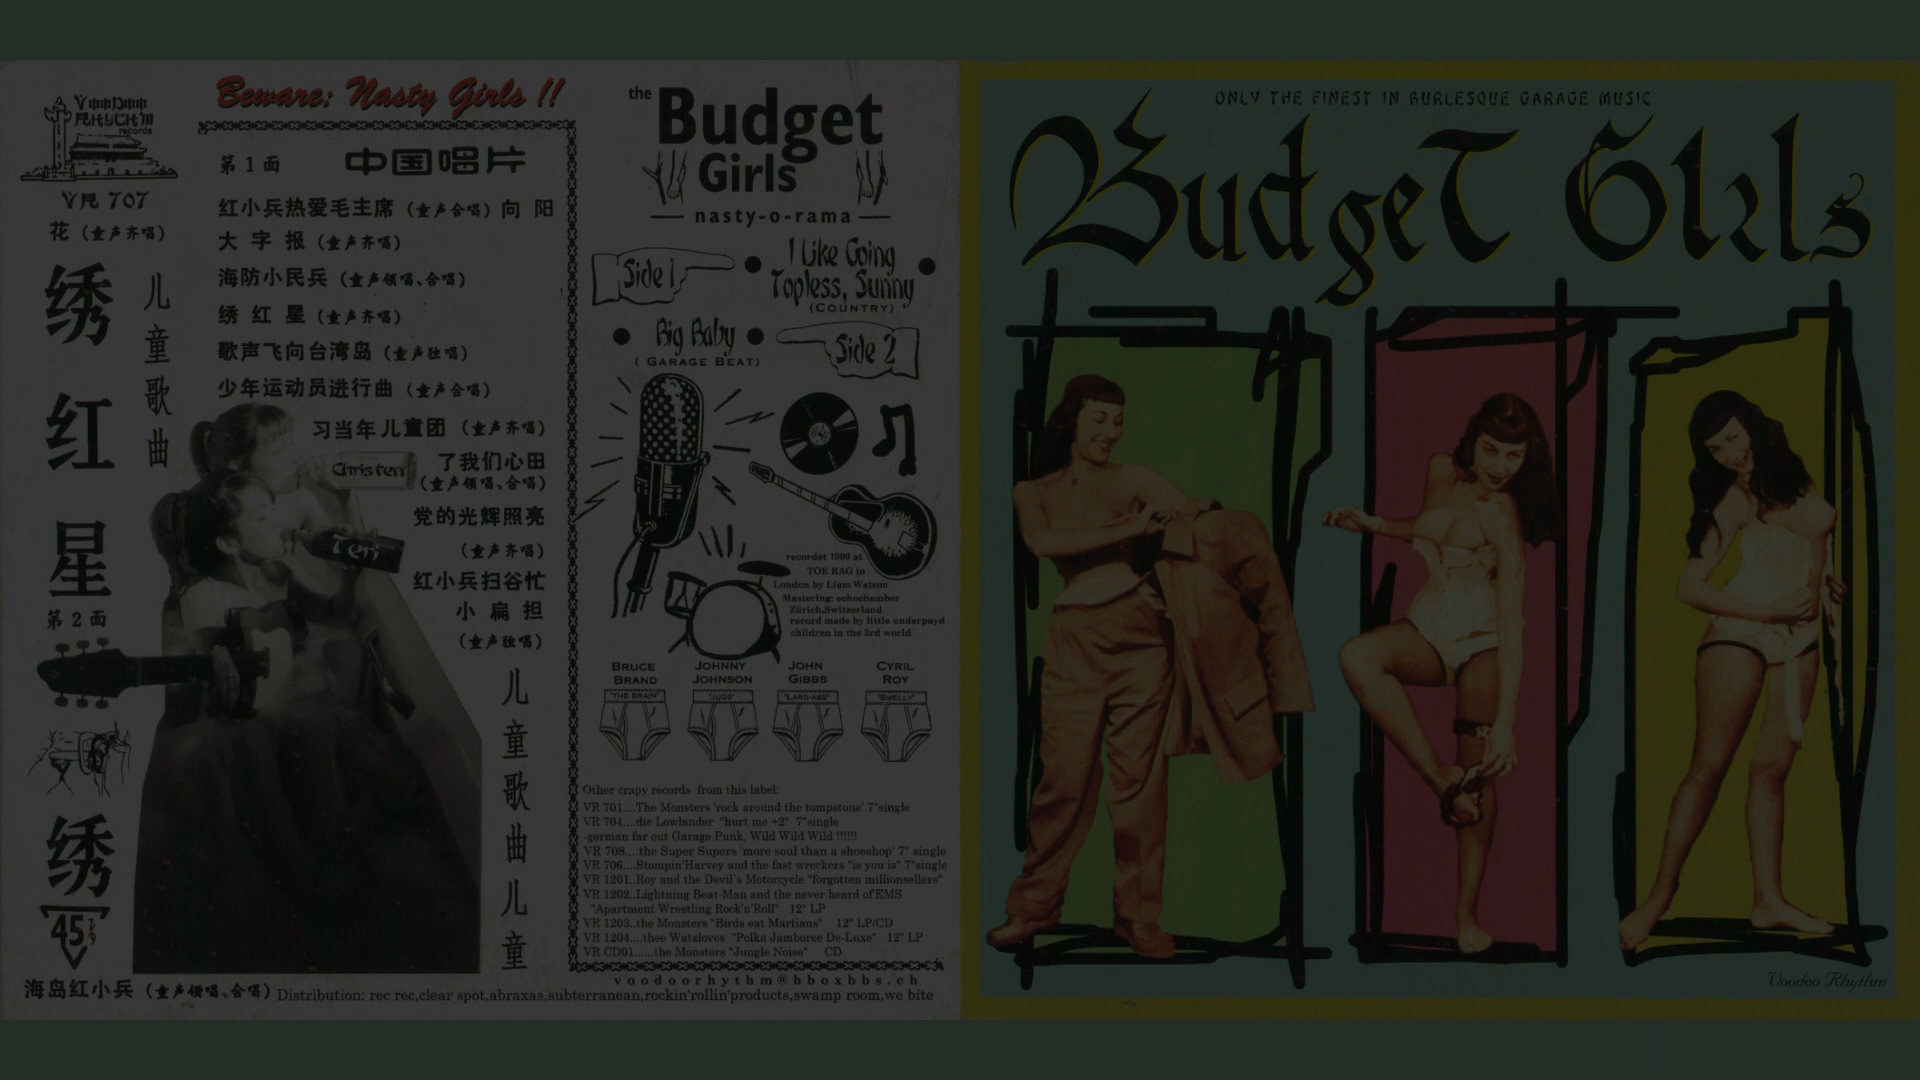 Beware: Nasty Girls !!
records
VR 707
第1面
中国唱片
红小兵热爱毛主席(童声合唱)向 阳
花(童声齐唱)
大 字 报(童声齐唱)
海防小民兵(童声领唱、合唱)
绣 红 星(童声齐唱)
歌声飞向台湾岛(童声独唱)
少年运动员进行曲(童声合唱)
习当年儿童团(童声齐唱)
了我们心田
(童声领唱、合唱)
党的光辉照亮
(童声齐唱)
红小兵扫谷忙
小 扁 担
(童声独唱)
绣红星
儿童歌曲
第2面
Christen
Teri
绣
45
儿童歌曲儿童
海岛红小兵(童声领唱、合唱)
the
Budget
Girls
nasty-o-rama
Side 1
I Like Going
Topless, Sunny
(COUNTRY)
Big Baby
( GARAGE BEAT)
Side 2
recordet 1999 at
TOE RAG in
London by Liam Watson
Mastering: echochamber
Zürich,Switzerland
record made by little underpayd
children in the 3rd world
BRUCE BRAND
JOHNNY JOHNSON
JOHN GIBBS
CYRIL ROY
"THE BRAIN"
"JUGS"
"LARD-ASS"
"SMELLY"
Other crapy records from this label:
VR 701....The Monsters 'rock around the tompstone' 7"single
VR 704....die Lowlander "hurt me +2" 7"single
-german far out Garage Punk, Wild Wild Wild !!!!!!
VR 708....the Super Supers 'more soul than a shoeshop' 7" single
VR 706....Stompin'Harvey and the fast wreckers "is you is" 7"single
VR 1201..Roy and the Devil's Motorcycle "forgotten millionsellers"
VR 1202..Lightning Beat-Man and the never heard of'EMS
"Apartment Wrestling Rock'n'Roll" 12" LP
VR 1203..the Monsters "Birds eat Martians" 12" LP/CD
VR 1204....thee Watzloves "Polka Jamboree De-Luxe" 12" LP
VR CD01......the Monsters "Jungle Noise" CD
voodoorhythm@bboxbbs.ch
Distribution: rec rec,clear spot,abraxas,subterranean,rockin'rollin'products,swamp room,we bite
ONLY THE FINEST IN BURLESQUE GARAGE MUSIC
Budget Girls
Voodoo Rhythm